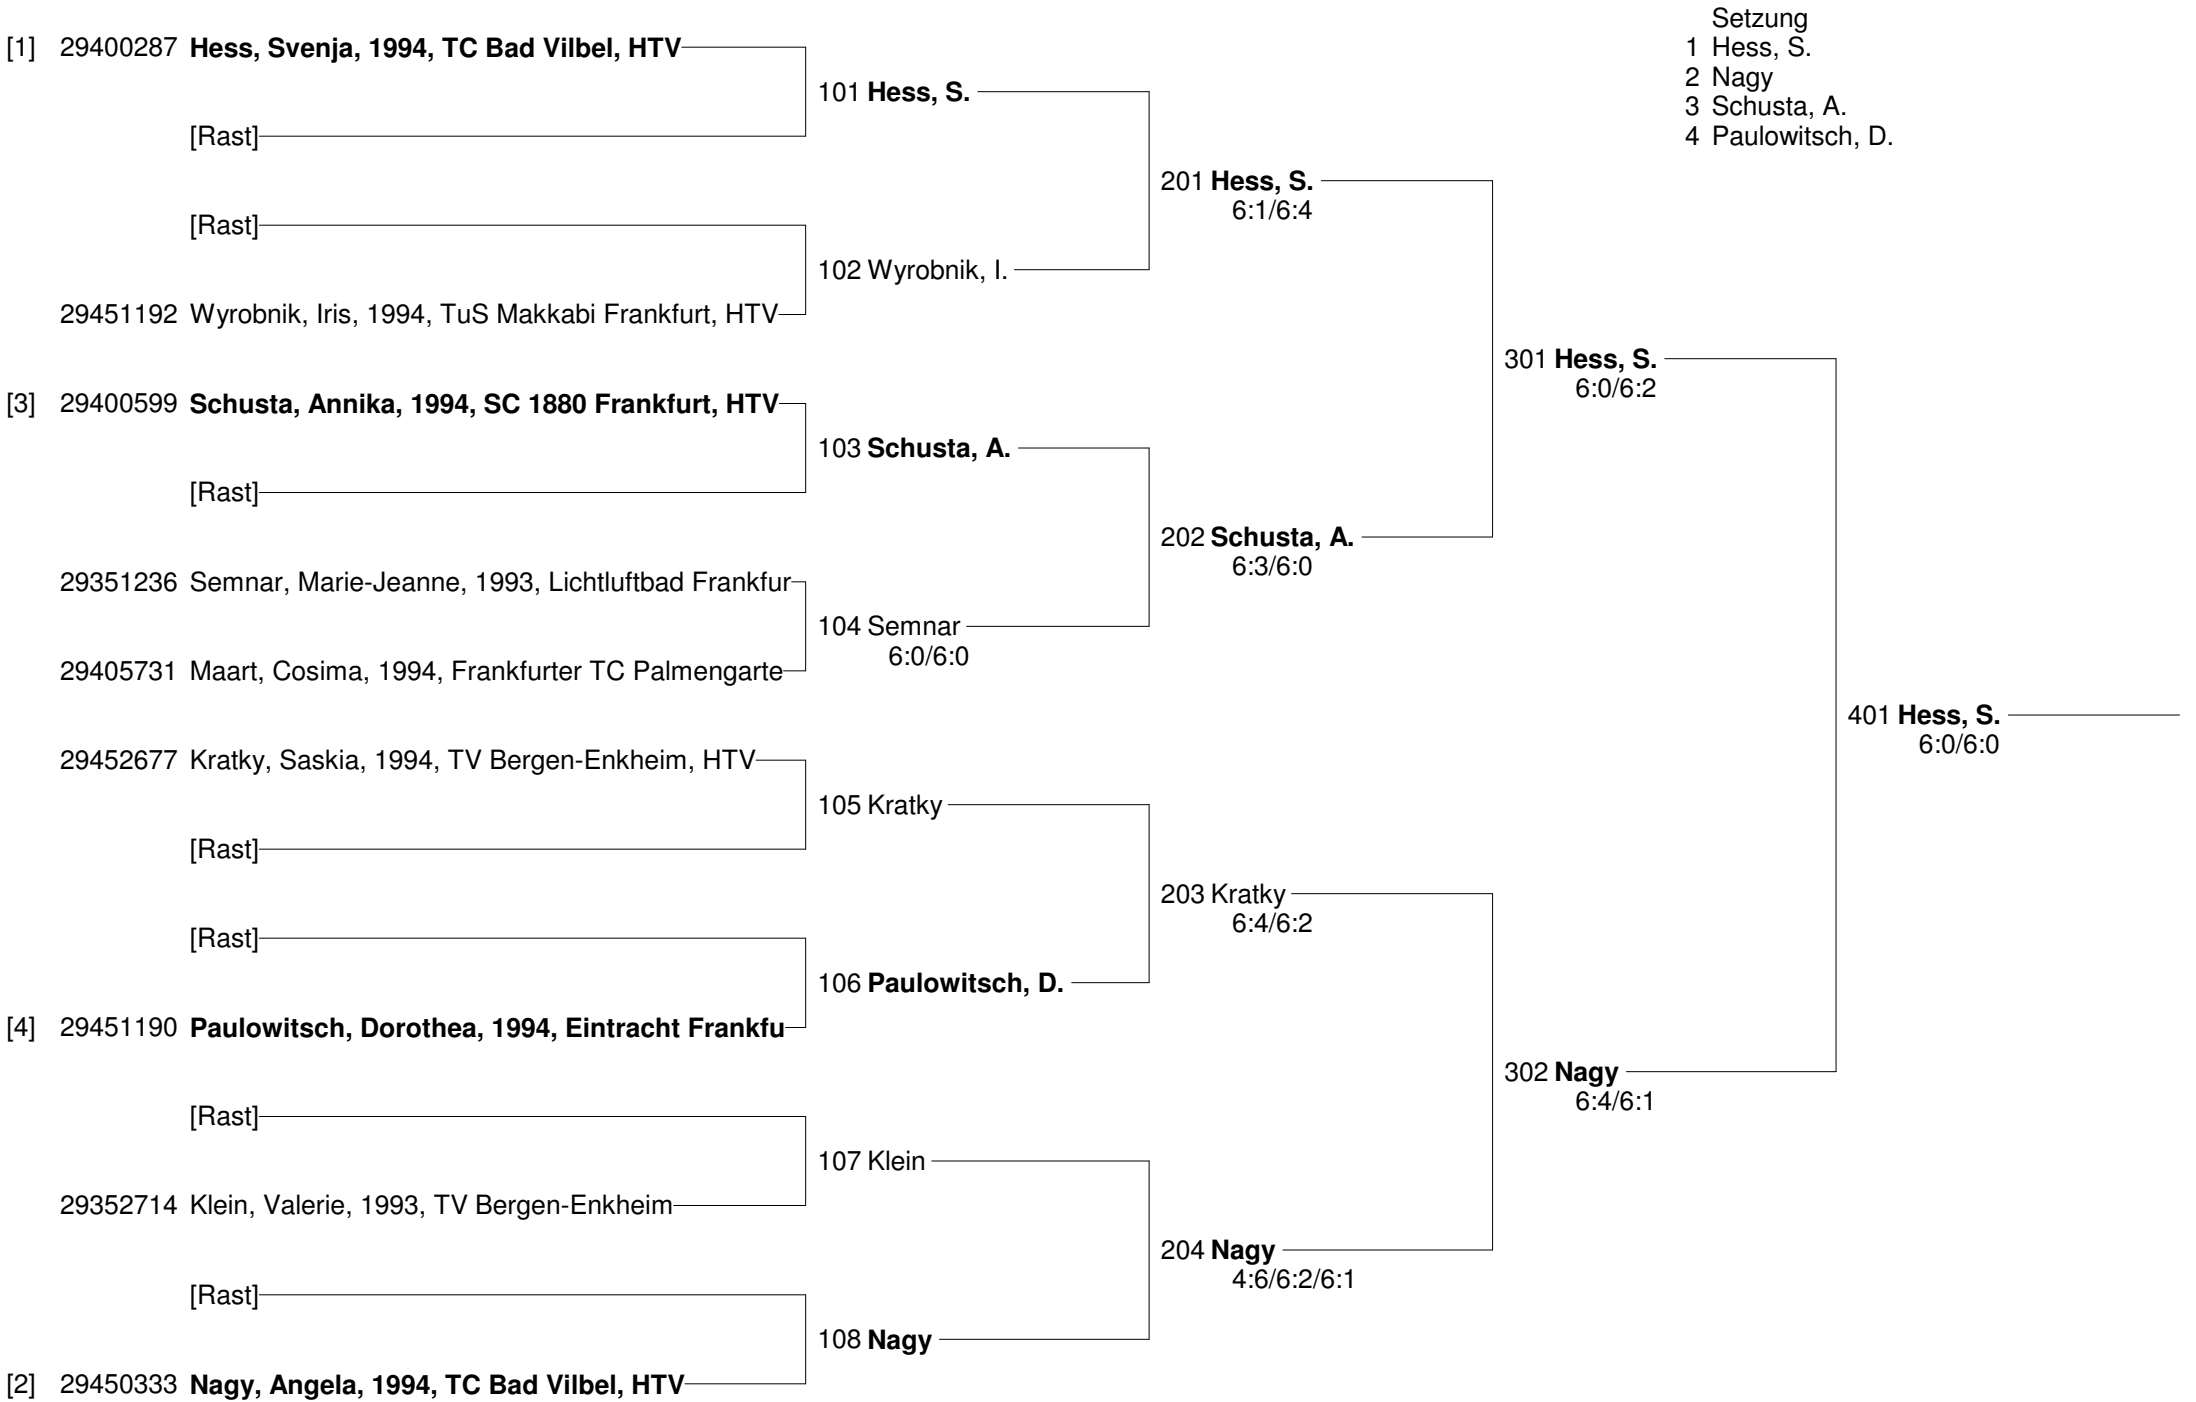 Setzung
1 Hess, S.
2 Nagy
3 Schusta, A.
4 Paulowitsch, D.
[1] 29400287 Hess, Svenja, 1994, TC Bad Vilbel, HTV
101 Hess, S.
[Rast]
201 Hess, S.
6:1/6:4
[Rast]
102 Wyrobnik, I.
29451192 Wyrobnik, Iris, 1994, TuS Makkabi Frankfurt, HTV
301 Hess, S.
6:0/6:2
[3] 29400599 Schusta, Annika, 1994, SC 1880 Frankfurt, HTV
103 Schusta, A.
[Rast]
202 Schusta, A.
6:3/6:0
29351236 Semnar, Marie-Jeanne, 1993, Lichtluftbad Frankfur
104 Semnar
6:0/6:0
29405731 Maart, Cosima, 1994, Frankfurter TC Palmengarte
401 Hess, S.
6:0/6:0
29452677 Kratky, Saskia, 1994, TV Bergen-Enkheim, HTV
105 Kratky
[Rast]
203 Kratky
6:4/6:2
[Rast]
106 Paulowitsch, D.
[4] 29451190 Paulowitsch, Dorothea, 1994, Eintracht Frankfu
302 Nagy
6:4/6:1
[Rast]
107 Klein
29352714 Klein, Valerie, 1993, TV Bergen-Enkheim
204 Nagy
4:6/6:2/6:1
[Rast]
108 Nagy
[2] 29450333 Nagy, Angela, 1994, TC Bad Vilbel, HTV